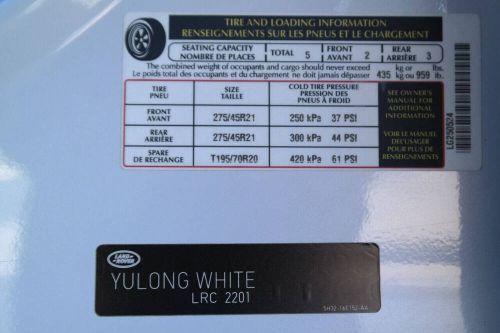 TIRE AND LOADING INFORMATION
RENSEIGNEMENTS SUR LES PNEUS ET LE CHARGEMENT
SEATING CAPACITY
NOMBRE DE PLACES
TOTAL 5
FRONT
AVANT 2
REAR
ARRIÈRE 3
The combined weight of occupants and cargo should never exceed 435 kg or 959 lbs.
Le poids total des occupants et du chargement ne doit jamais dépasser 435 kg ou 959 lb.
TIRE
PNEU
SIZE
TAILLE
COLD TIRE PRESSURE
PRESSION DES
PNEUS À FROID
FRONT
AVANT
275/45R21
250 kPa 37 PSI
REAR
ARRIÈRE
275/45R21
300 kPa 44 PSI
SPARE
DE RECHANGE
T195/70R20
420 kPa 61 PSI
SEE OWNER'S
MANUAL FOR
ADDITIONAL
INFORMATION
VOIR LE MANUEL
DE L'USAGER
POUR PLUS DE
RENSEIGNEMENTS
LG250524
LAND
ROVER
YULONG WHITE
LRC 2201